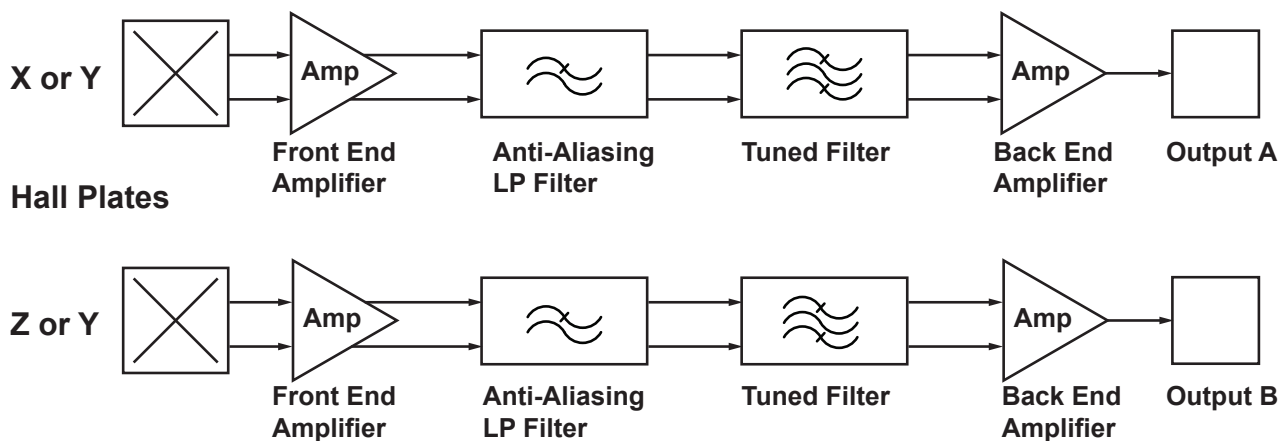 X or Y
Amp
Amp
Front End
Amplifier
Anti-Aliasing
LP Filter
Tuned Filter
Back End
Amplifier
Output A
Hall Plates
Z or Y
Amp
Amp
Front End
Amplifier
Anti-Aliasing
LP Filter
Tuned Filter
Back End
Amplifier
Output B